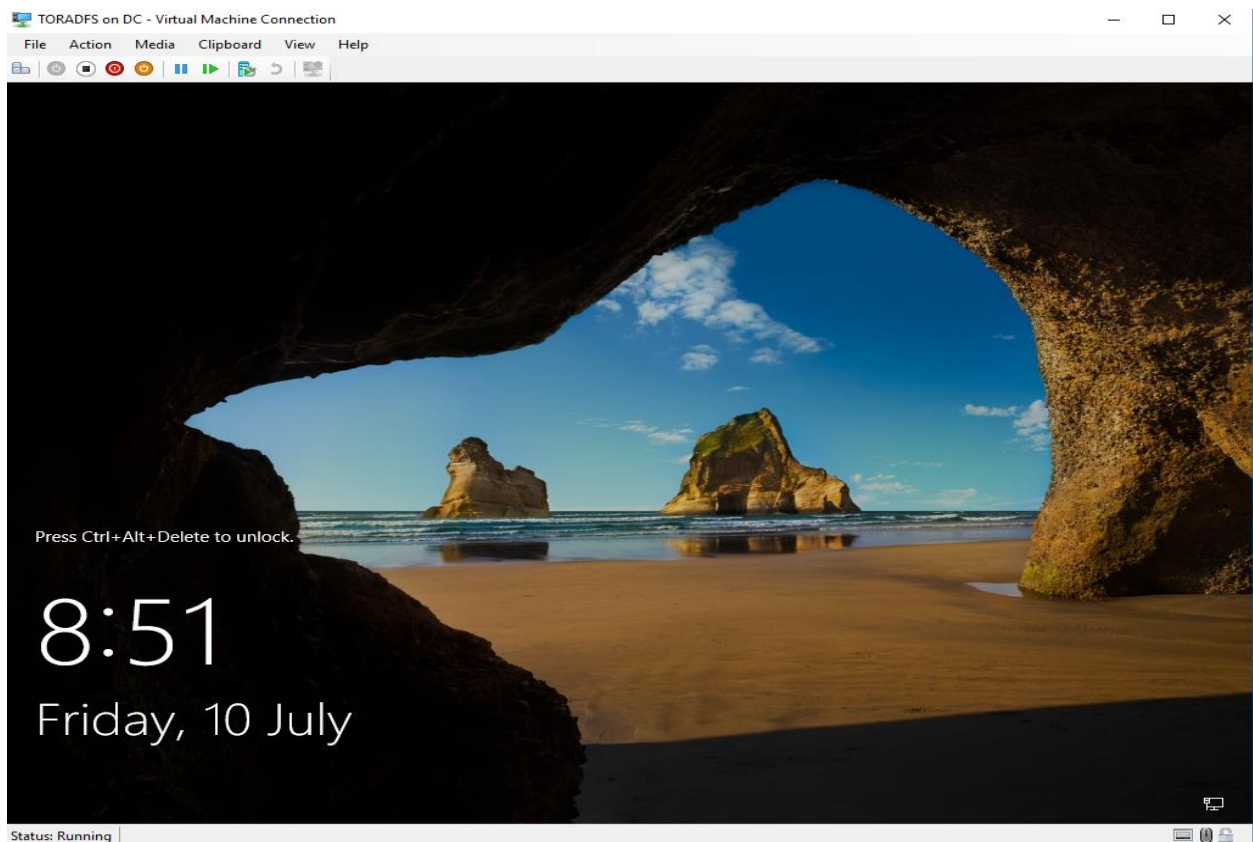 TORADFS on DC - Virtual Machine Connection
File Action Media Clipboard View Help
Press Ctrl+Alt+Delete to unlock.
8:51
Friday, 10 July
Status: Running